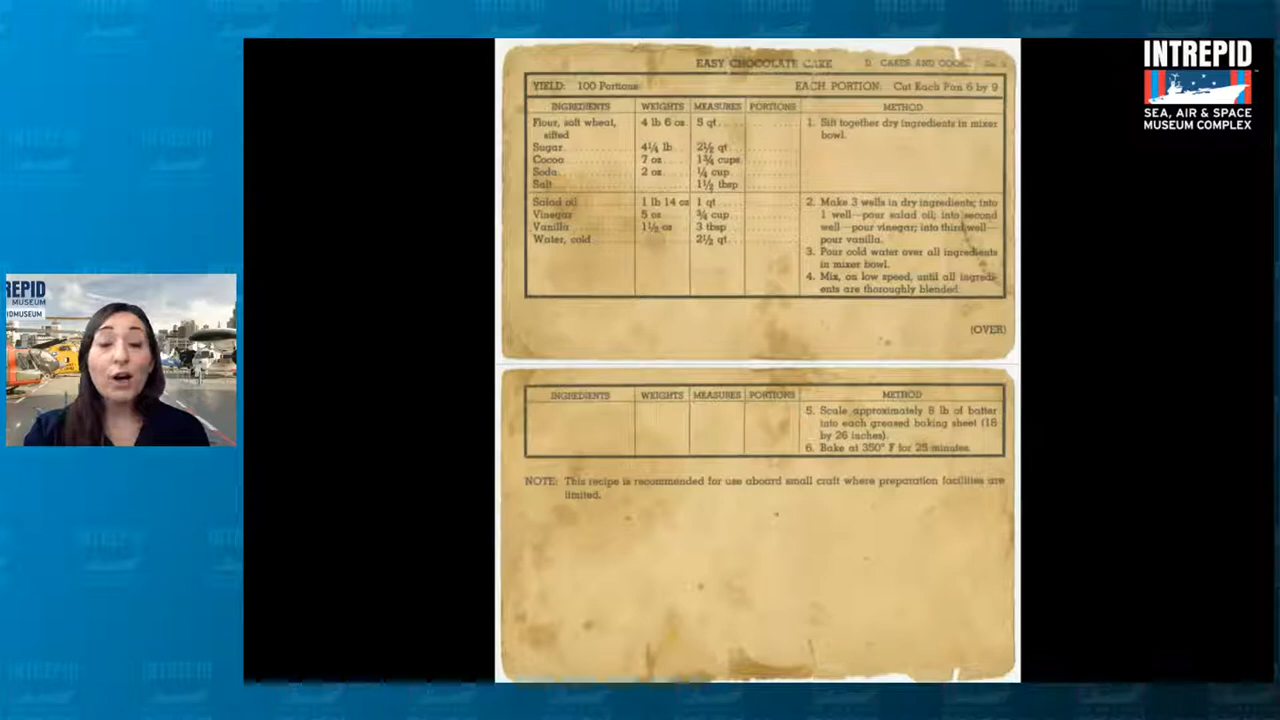 INTREPID
SEA, AIR & SPACE
MUSEUM COMPLEX
REPID
MUSEUM
IDMUSEUM
EASY CHOCOLATE CAKE D. CAKES AND
YIELD: 100 Portions EACH PORTION: Cut Each Pan 6 by 9
INGREDIENTS WEIGHTS MEASURES PORTIONS METHOD
Flour, soft wheat, 4 lb 6 oz 5 qt. 1. Sift together dry ingredients in mixer
sifted bowl.
Sugar 4¼ lb 2½ qt
Cocoa 7 oz 1¾ cups
Soda 2 oz ¼ cup
Salt 1½ tbsp
Salad oil 1 lb 14 oz 1 qt 2. Make 3 wells in dry ingredients; into
Vinegar 5 oz ¾ cup 1 well—pour salad oil; into second
Vanilla 1½ oz 3 tbsp well—pour vinegar; into third well—
Water, cold 2½ qt pour vanilla.
3. Pour cold water over all ingredients
in mixer bowl.
4. Mix, on low speed, until all ingredi-
ents are thoroughly blended.
(OVER)
INGREDIENTS WEIGHTS MEASURES PORTIONS METHOD
5. Scale approximately 8 lb of batter
into each greased baking sheet (18
by 26 inches).
6. Bake at 350° F for 25 minutes.
NOTE: This recipe is recommended for use aboard small craft where preparation facilities are
limited.